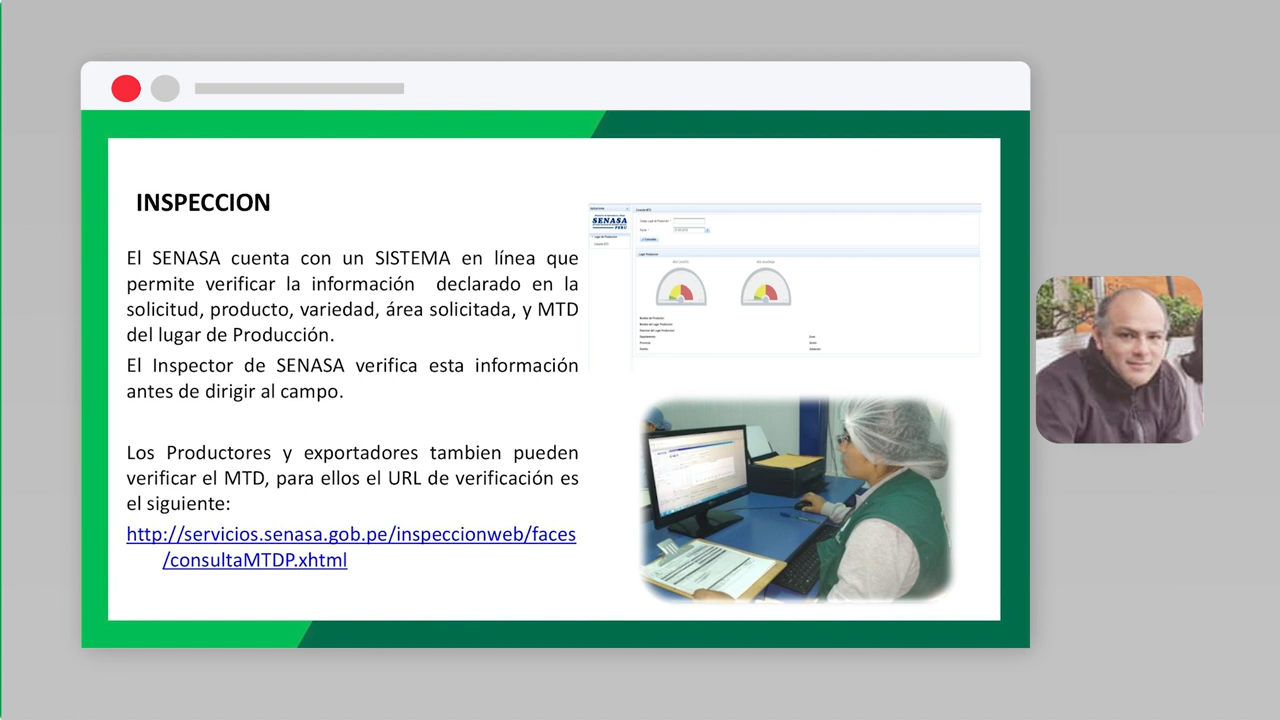 INSPECCION
El SENASA cuenta con un SISTEMA en línea que
permite verificar la información declarado en la
solicitud, producto, variedad, área solicitada, y MTD
del lugar de Producción.
El Inspector de SENASA verifica esta información
antes de dirigir al campo.
Los Productores y exportadores tambien pueden
verificar el MTD, para ellos el URL de verificación es
el siguiente:
http://servicios.senasa.gob.pe/inspeccionweb/faces
/consultaMTDP.xhtml
SENASA
PERU